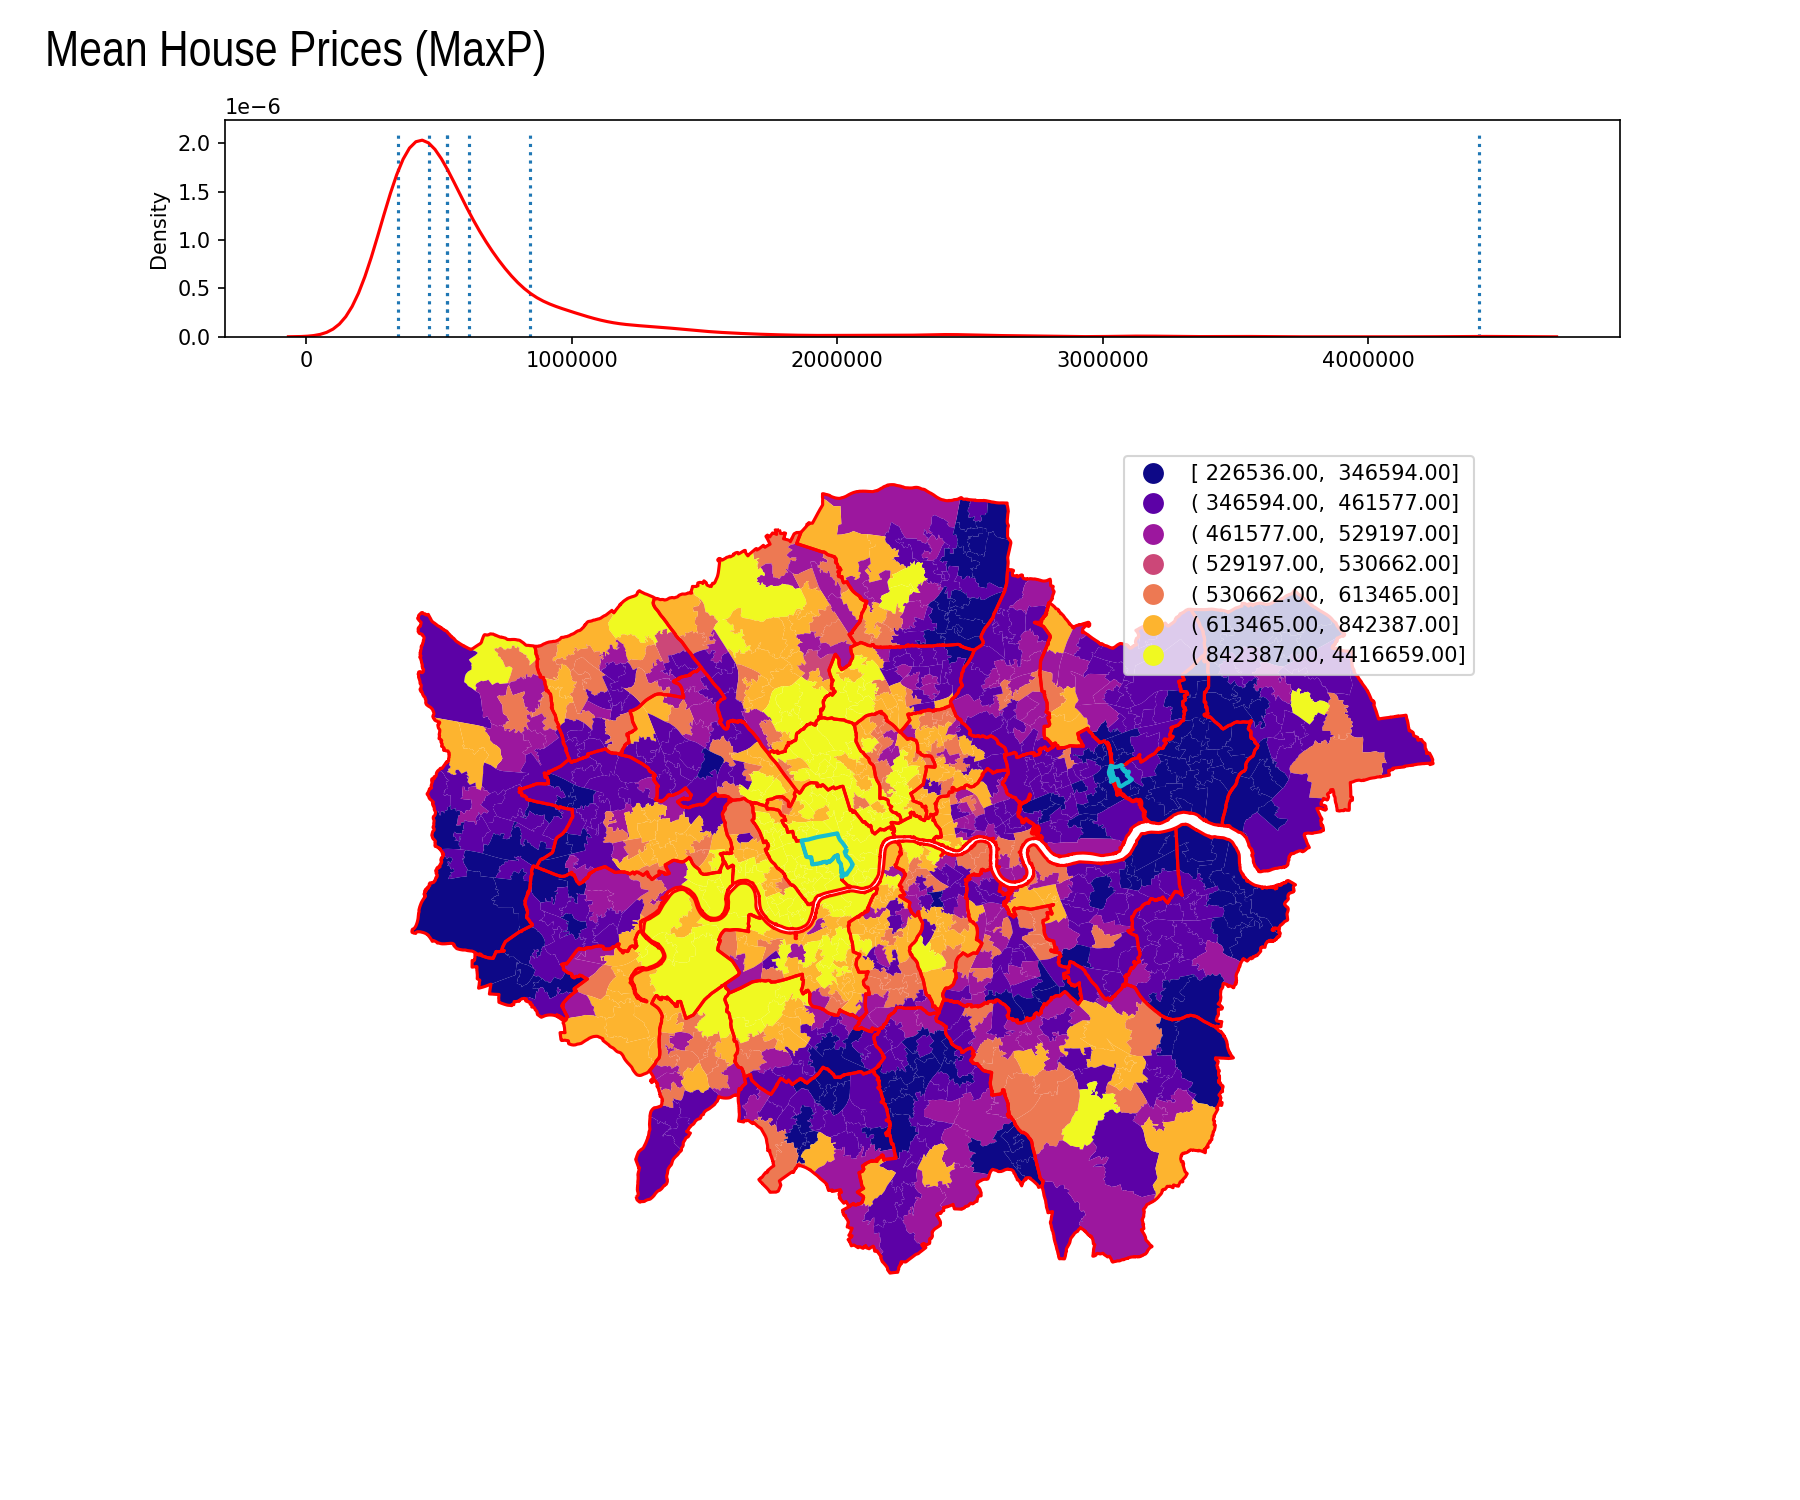 Mean House Prices (MaxP)
1e−6
2.0
1.5
1.0
0.5
0.0
Density
0 1000000 2000000 3000000 4000000
[ 226536.00,  346594.00]
( 346594.00,  461577.00]
( 461577.00,  529197.00]
( 529197.00,  530662.00]
( 530662.00,  613465.00]
( 613465.00,  842387.00]
( 842387.00, 4416659.00]